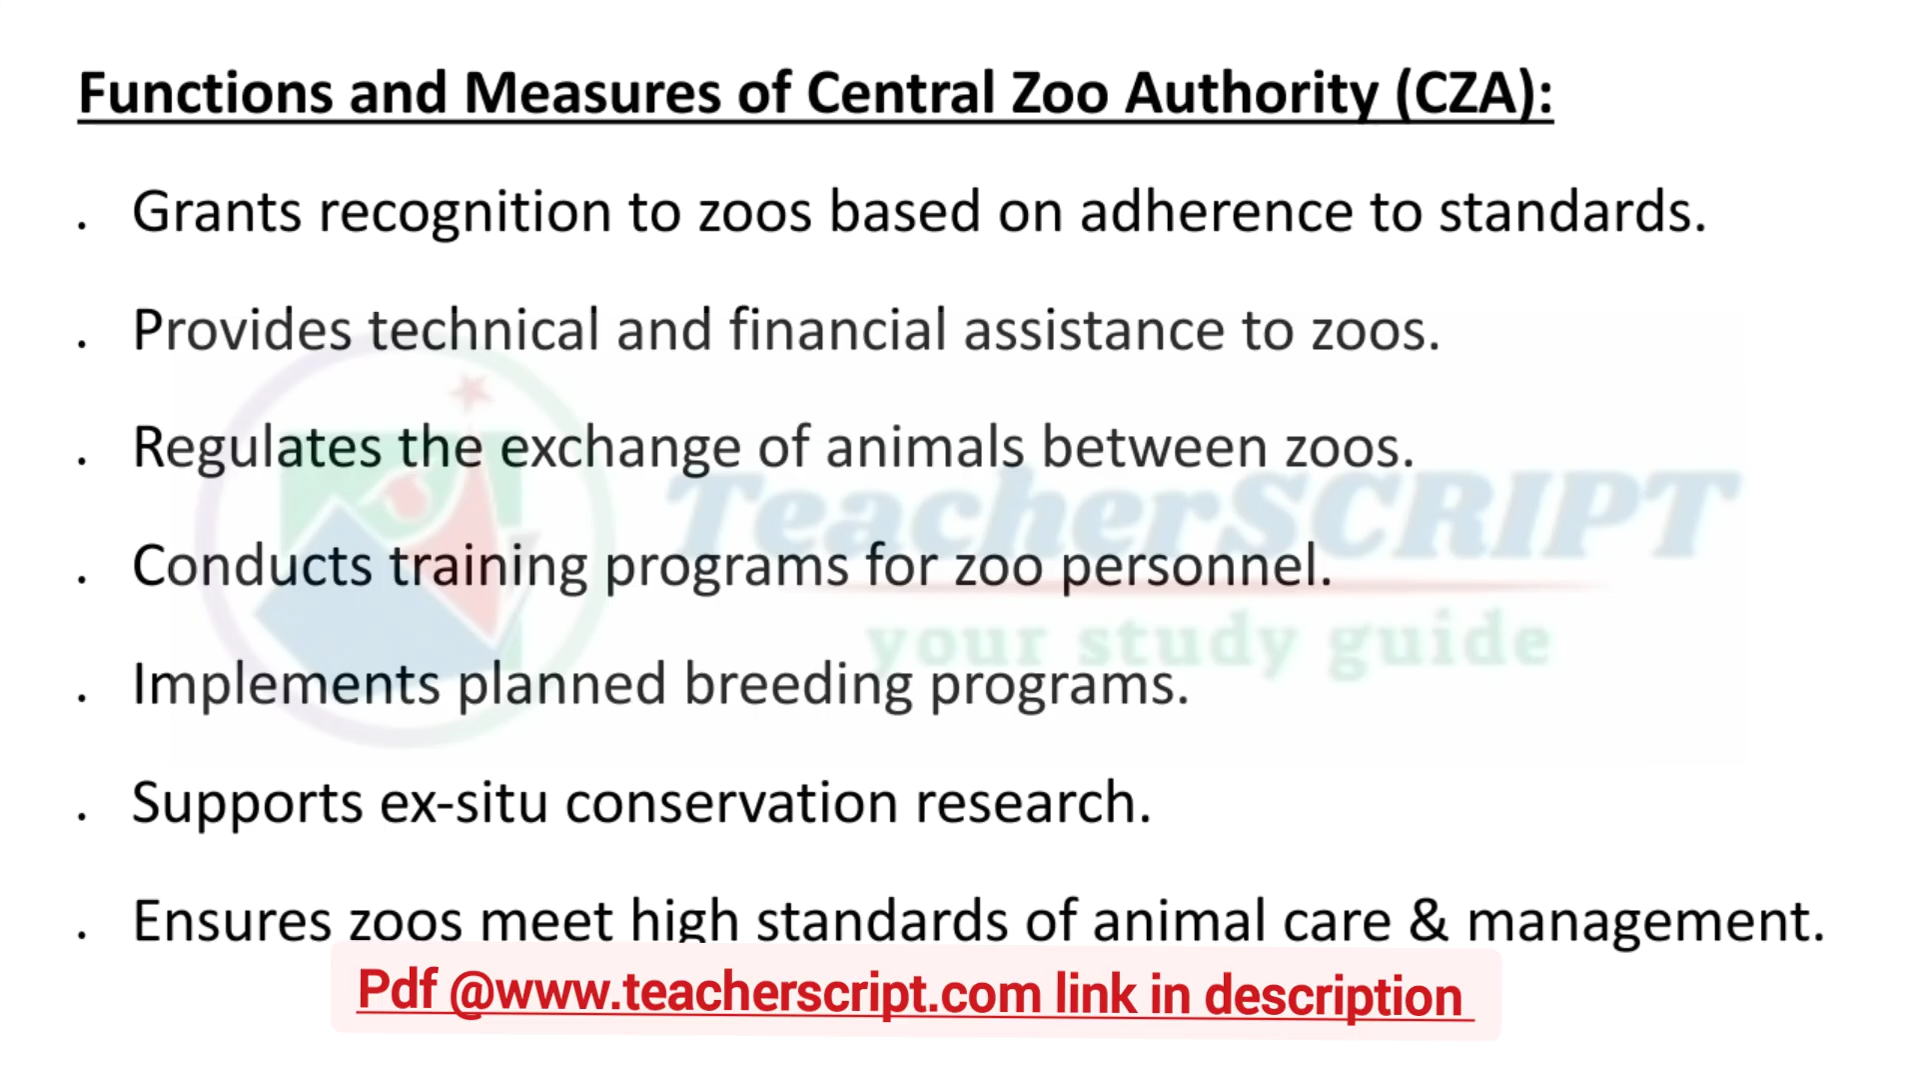 Functions and Measures of Central Zoo Authority (CZA):
. Grants recognition to zoos based on adherence to standards.
. Provides technical and financial assistance to zoos.
. Regulates the exchange of animals between zoos.
TeacherSCRIPT
. Conducts training programs for zoo personnel.
your study guide
. Implements planned breeding programs.
. Supports ex-situ conservation research.
. Ensures zoos meet high standards of animal care & management.
Pdf @www.teacherscript.com link in description